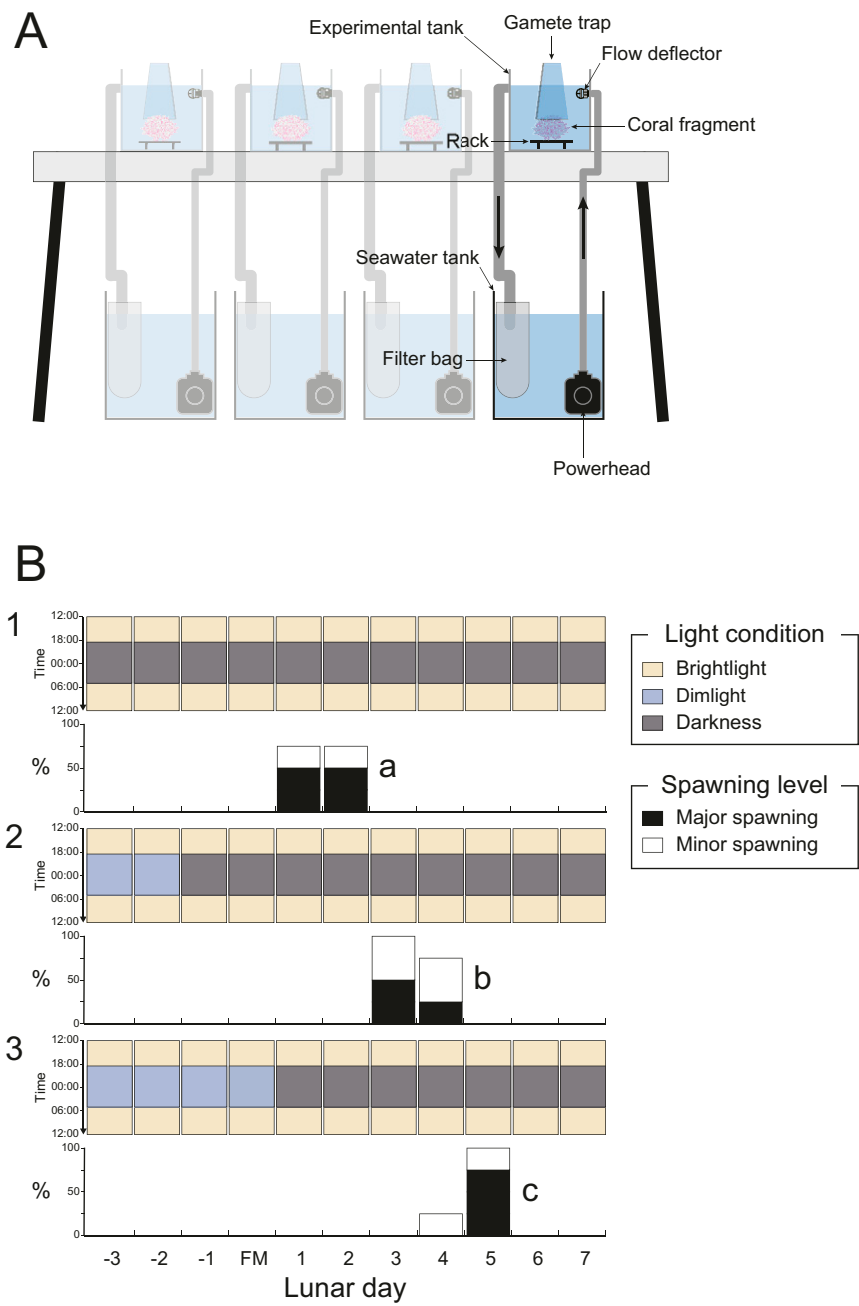 A
Experimental tank
Gamete trap
Flow deflector
Coral fragment
Rack
Seawater tank
Filter bag
Powerhead
B
1
Time
12:00
18:00
00:00
06:00
12:00
%
100
50
0
a
2
Time
12:00
18:00
00:00
06:00
12:00
%
100
50
0
b
3
Time
12:00
18:00
00:00
06:00
12:00
%
100
50
0
c
-3 -2 -1 FM 1 2 3 4 5 6 7
Lunar day
Light condition
Brightlight
Dimlight
Darkness
Spawning level
Major spawning
Minor spawning